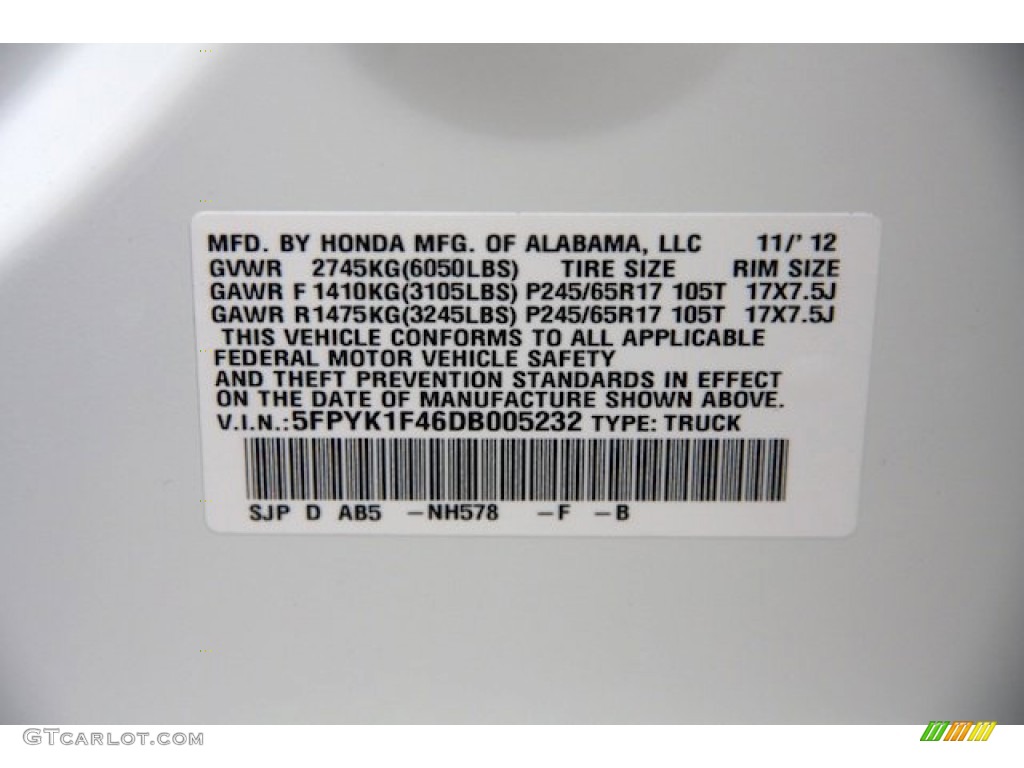 MFD. BY HONDA MFG. OF ALABAMA, LLC 11/' 12
GVWR 2745KG(6050LBS) TIRE SIZE RIM SIZE
GAWR F 1410KG(3105LBS) P245/65R17 105T 17X7.5J
GAWR R1475KG(3245LBS) P245/65R17 105T 17X7.5J
THIS VEHICLE CONFORMS TO ALL APPLICABLE
FEDERAL MOTOR VEHICLE SAFETY
AND THEFT PREVENTION STANDARDS IN EFFECT
ON THE DATE OF MANUFACTURE SHOWN ABOVE.
V.I.N.:5FPYK1F46DB005232 TYPE: TRUCK
SJP D AB5 -NH578 -F -B
GTCARLOT.COM